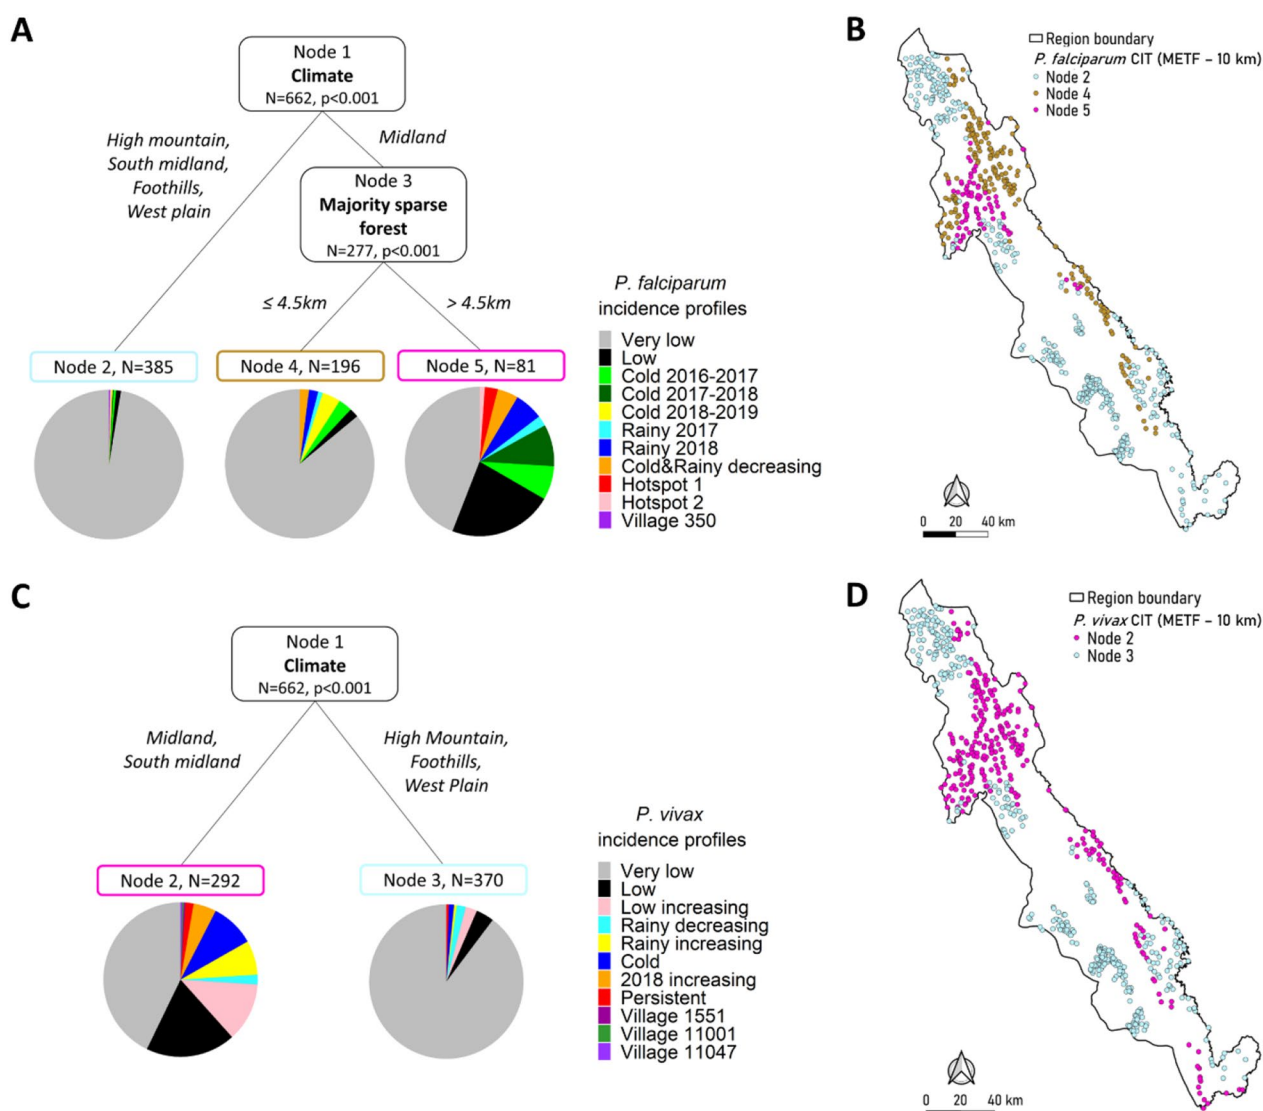 A
Node 1
Climate
N=662, p<0.001
High mountain,
South midland,
Foothills,
West plain
Midland
Node 3
Majority sparse
forest
N=277, p<0.001
≤ 4.5km
> 4.5km
Node 2, N=385
Node 4, N=196
Node 5, N=81
P. falciparum
incidence profiles
Very low
Low
Cold 2016-2017
Cold 2017-2018
Cold 2018-2019
Rainy 2017
Rainy 2018
Cold&Rainy decreasing
Hotspot 1
Hotspot 2
Village 350
B
Region boundary
P. falciparum CIT (METF – 10 km)
Node 2
Node 4
Node 5
0 20 40 km
C
Node 1
Climate
N=662, p<0.001
Midland,
South midland
High Mountain,
Foothills,
West Plain
Node 2, N=292
Node 3, N=370
P. vivax
incidence profiles
Very low
Low
Low increasing
Rainy decreasing
Rainy increasing
Cold
2018 increasing
Persistent
Village 1551
Village 11001
Village 11047
D
Region boundary
P. vivax CIT (METF – 10 km)
Node 2
Node 3
0 20 40 km